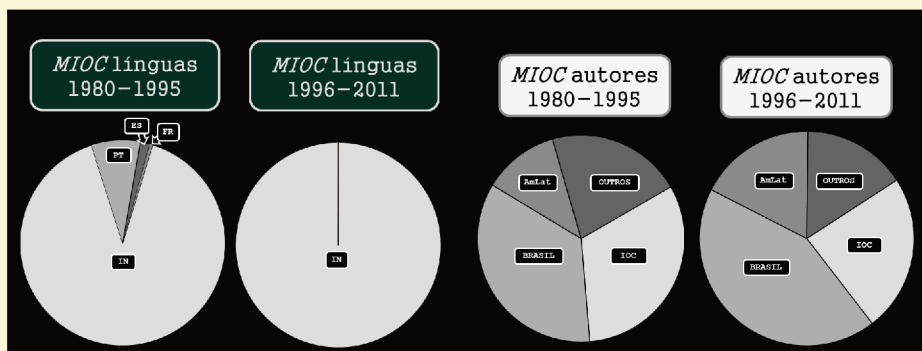 MIOC línguas
1980-1995
MIOC línguas
1996-2011
MIOC autores
1980-1995
MIOC autores
1996-2011
ES
FR
PT
IN
IN
AmLat
OUTROS
BRASIL
IOC
AmLat
OUTROS
BRASIL
IOC